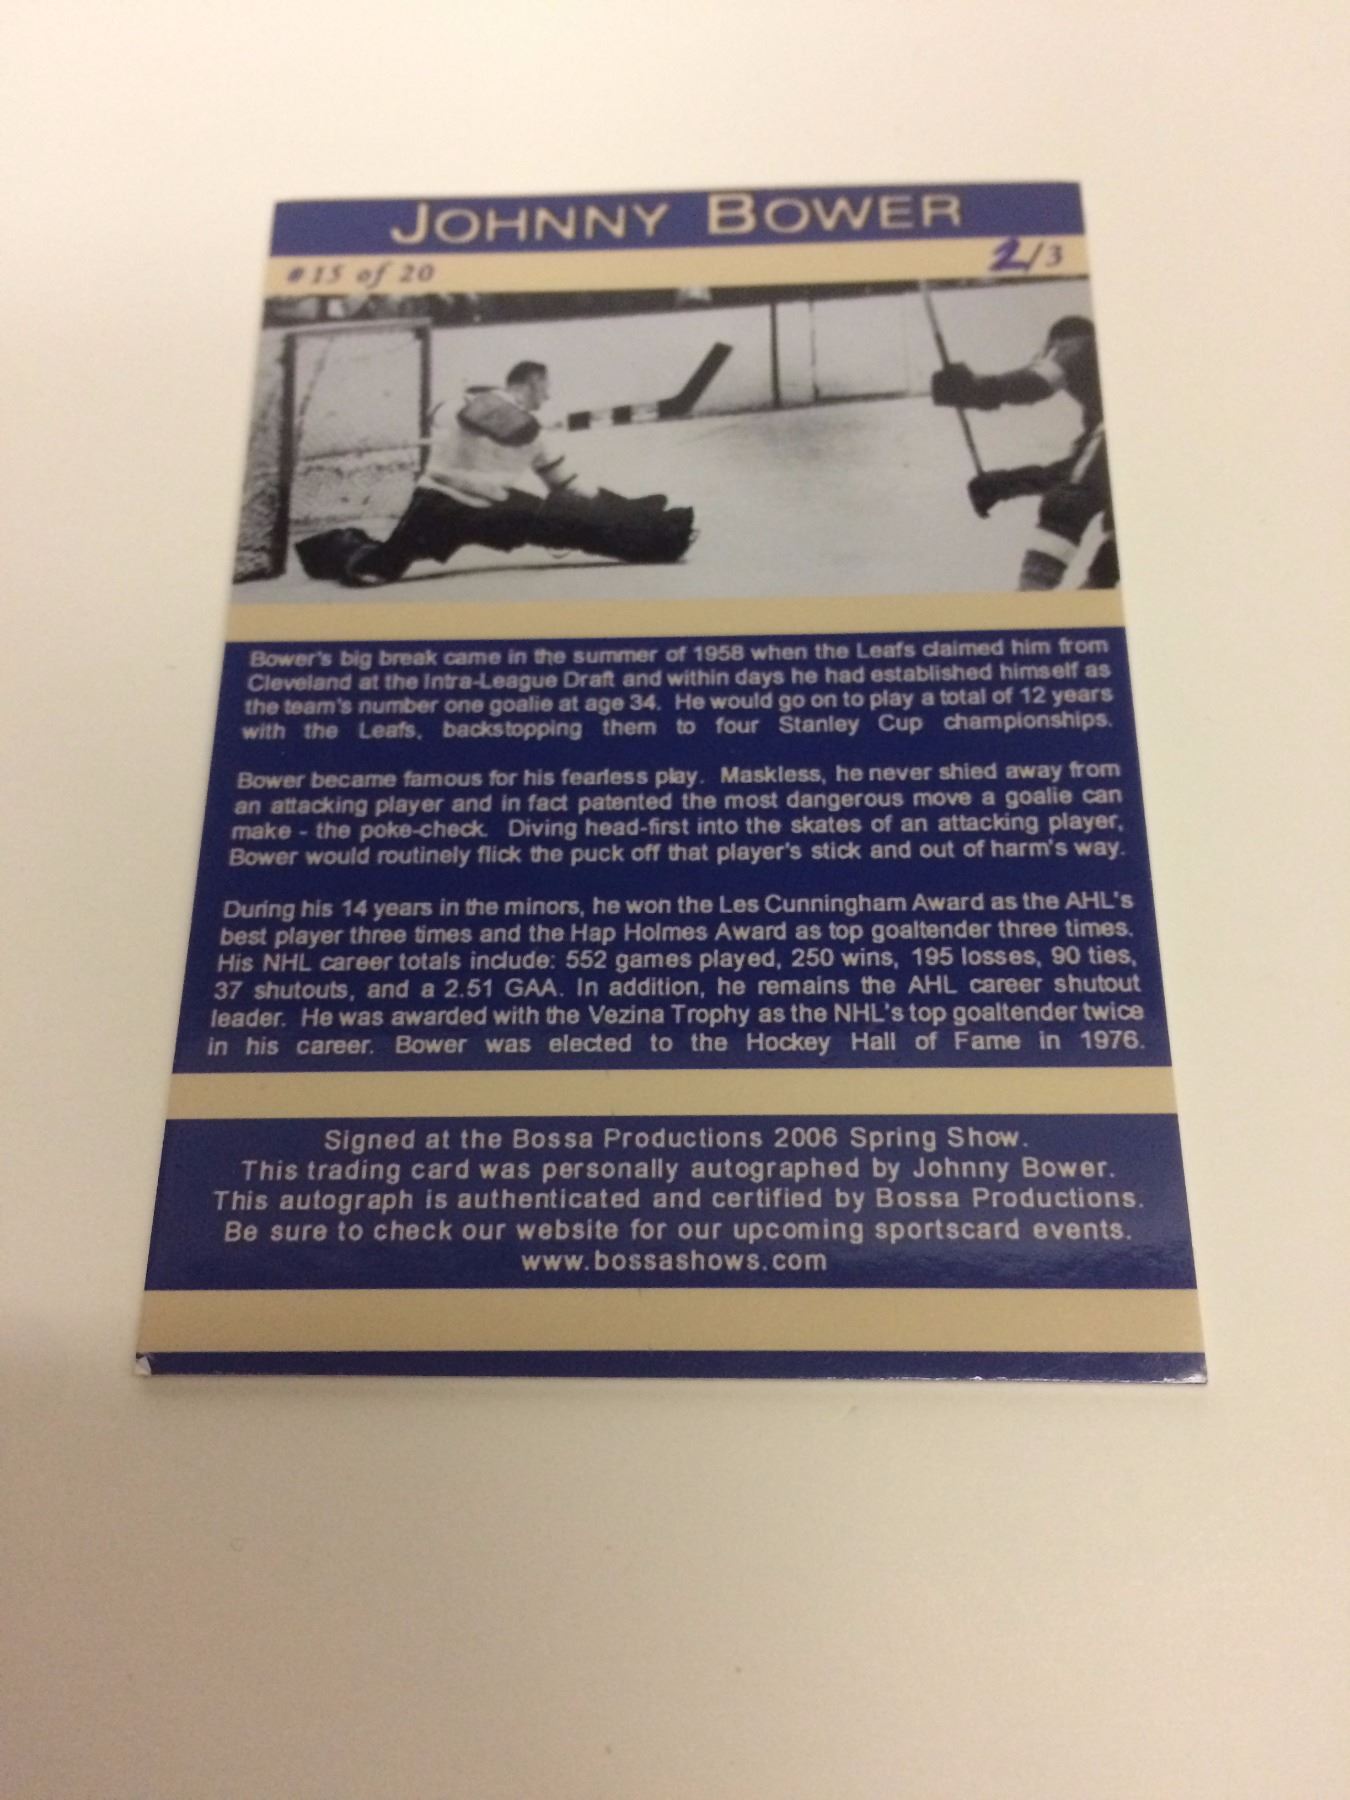 JOHNNY BOWER
#15 of 20
2/3
Bower's big break came in the summer of 1958 when the Leafs claimed him from
Cleveland at the Intra-League Draft and within days he had established himself as
the team's number one goalie at age 34. He would go on to play a total of 12 years
with the Leafs, backstopping them to four Stanley Cup championships.
Bower became famous for his fearless play. Maskless, he never shied away from
an attacking player and in fact patented the most dangerous move a goalie can
make - the poke-check. Diving head-first into the skates of an attacking player,
Bower would routinely flick the puck off that player's stick and out of harm's way.
During his 14 years in the minors, he won the Les Cunningham Award as the AHL's
best player three times and the Hap Holmes Award as top goaltender three times.
His NHL career totals include: 552 games played, 250 wins, 195 losses, 90 ties,
37 shutouts, and a 2.51 GAA. In addition, he remains the AHL career shutout
leader. He was awarded with the Vezina Trophy as the NHL's top goaltender twice
in his career. Bower was elected to the Hockey Hall of Fame in 1976.
Signed at the Bossa Productions 2006 Spring Show.
This trading card was personally autographed by Johnny Bower.
This autograph is authenticated and certified by Bossa Productions.
Be sure to check our website for our upcoming sportscard events.
www.bossashows.com